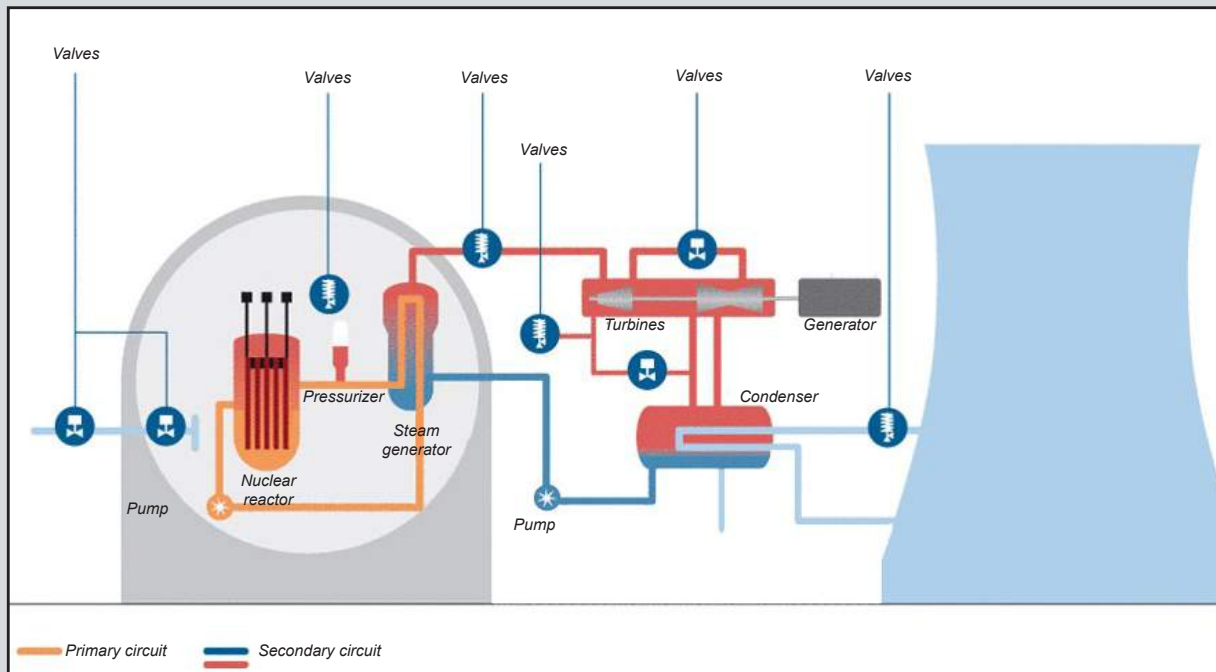 Valves
Valves
Valves
Valves
Valves
Valves
Turbines
Generator
Pressurizer
Condenser
Steam
generator
Nuclear
reactor
Pump
Pump
Primary circuit
Secondary circuit